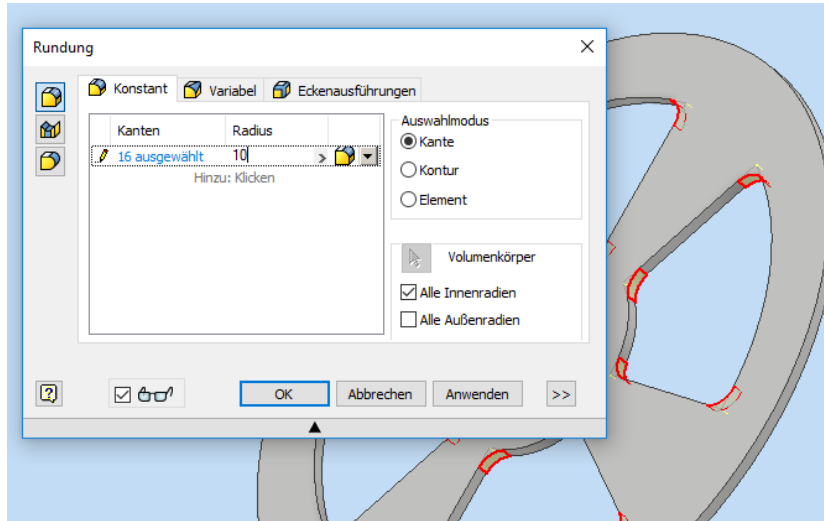 Rundung
Konstant Variabel Eckenausführungen
Kanten Radius
16 ausgewählt 10 >
Hinzu: Klicken
Auswahlmodus
Kante
Kontur
Element
Volumenkörper
Alle Innenradien
Alle Außenradien
OK Abbrechen Anwenden >>